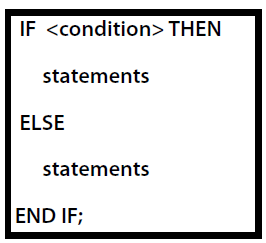 IF <condition> THEN
statements
ELSE
statements
END IF;